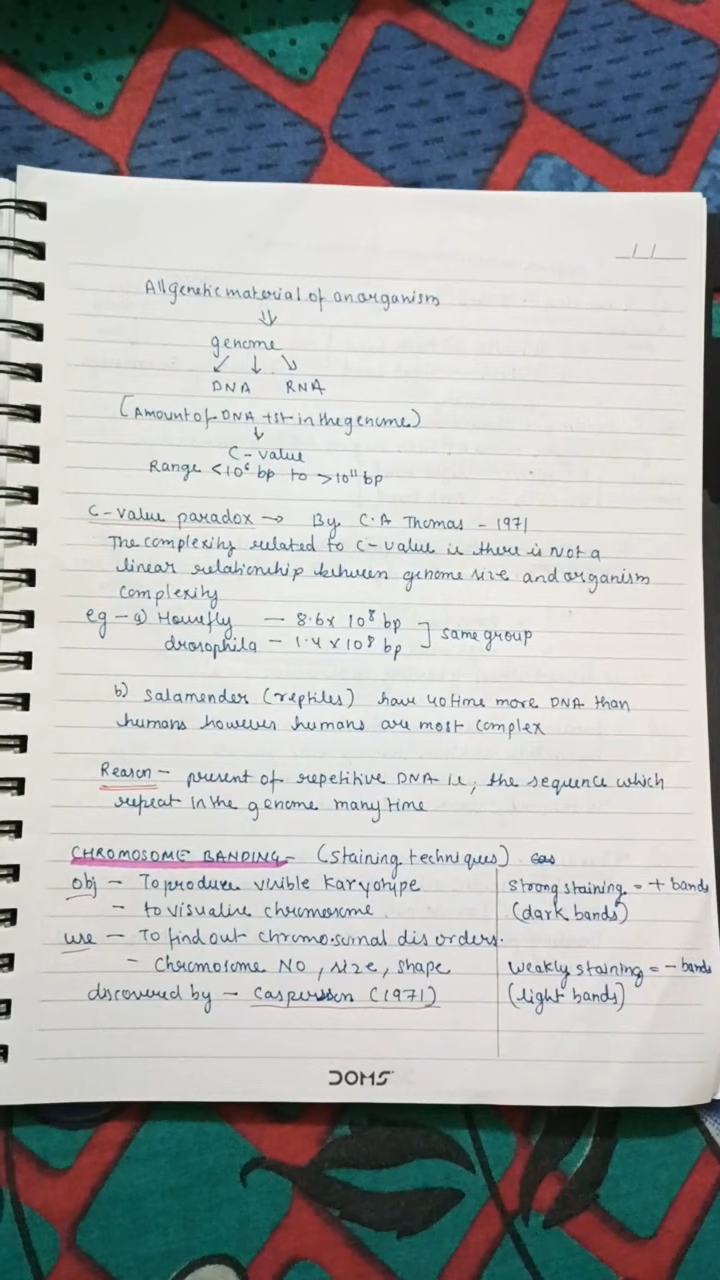 All genetic material of an organism
⇓
genome
↙ ↓ ↘
DNA RNA
(Amount of DNA in the genome)
↓
C-value
Range <10⁶ bp to >10¹¹ bp
C-value paradox → By C.A Thomas - 1971
The complexity related to C-value ie there is not a
linear relationship between genome size and organism
complexity
eg - a) Housefly - 8.6 x 10⁸ bp
drosophila - 1.4 x 10⁸ bp ] same group
b) salamender (reptiles) have 40 time more DNA than
humans however humans are most complex
Reason - present of repetitive DNA ie, the sequence which
repeat in the genome many time
CHROMOSOME BANDING - (staining techniques)
obj - To produce visible Karyotype
- to visualise chromosome
use - To find out chromosomal disorders.
- Chromosome NO, size, shape
discovered by - Caspersson (1971)
strong staining = + bands
(dark bands)
weakly staining = - bands
(light bands)
DOMS